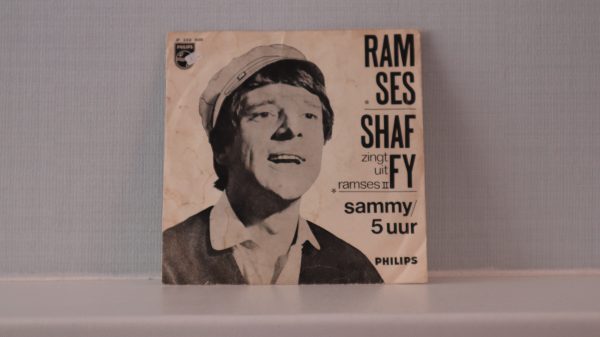 PHILIPS
RAM
SES
SHAF
FY
zingt
uit
ramses II
sammy/
5 uur
PHILIPS